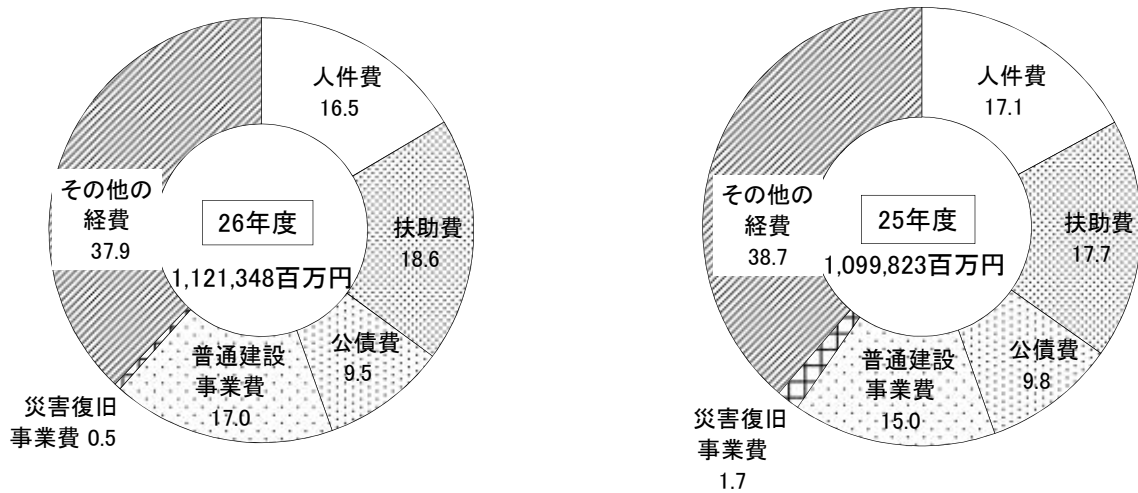 人件費
16.5
扶助費
18.6
公債費
9.5
普通建設
事業費
17.0
災害復旧
事業費 0.5
その他の
経費
37.9
26年度
1,121,348百万円
人件費
17.1
扶助費
17.7
公債費
9.8
普通建設
事業費
15.0
災害復旧
事業費
1.7
その他の
経費
38.7
25年度
1,099,823百万円